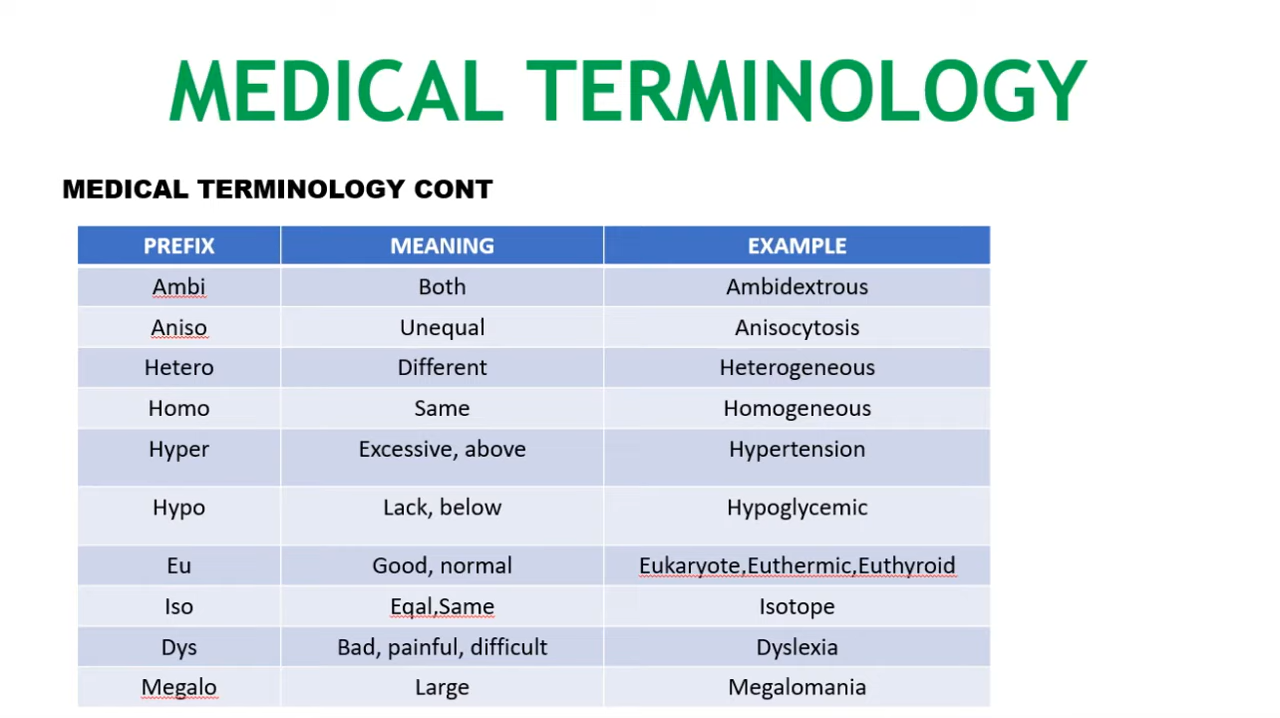 MEDICAL TERMINOLOGY
MEDICAL TERMINOLOGY CONT
PREFIX MEANING EXAMPLE
Ambi Both Ambidextrous
Aniso Unequal Anisocytosis
Hetero Different Heterogeneous
Homo Same Homogeneous
Hyper Excessive, above Hypertension
Hypo Lack, below Hypoglycemic
Eu Good, normal Eukaryote,Euthermic,Euthyroid
Iso Eqal,Same Isotope
Dys Bad, painful, difficult Dyslexia
Megalo Large Megalomania